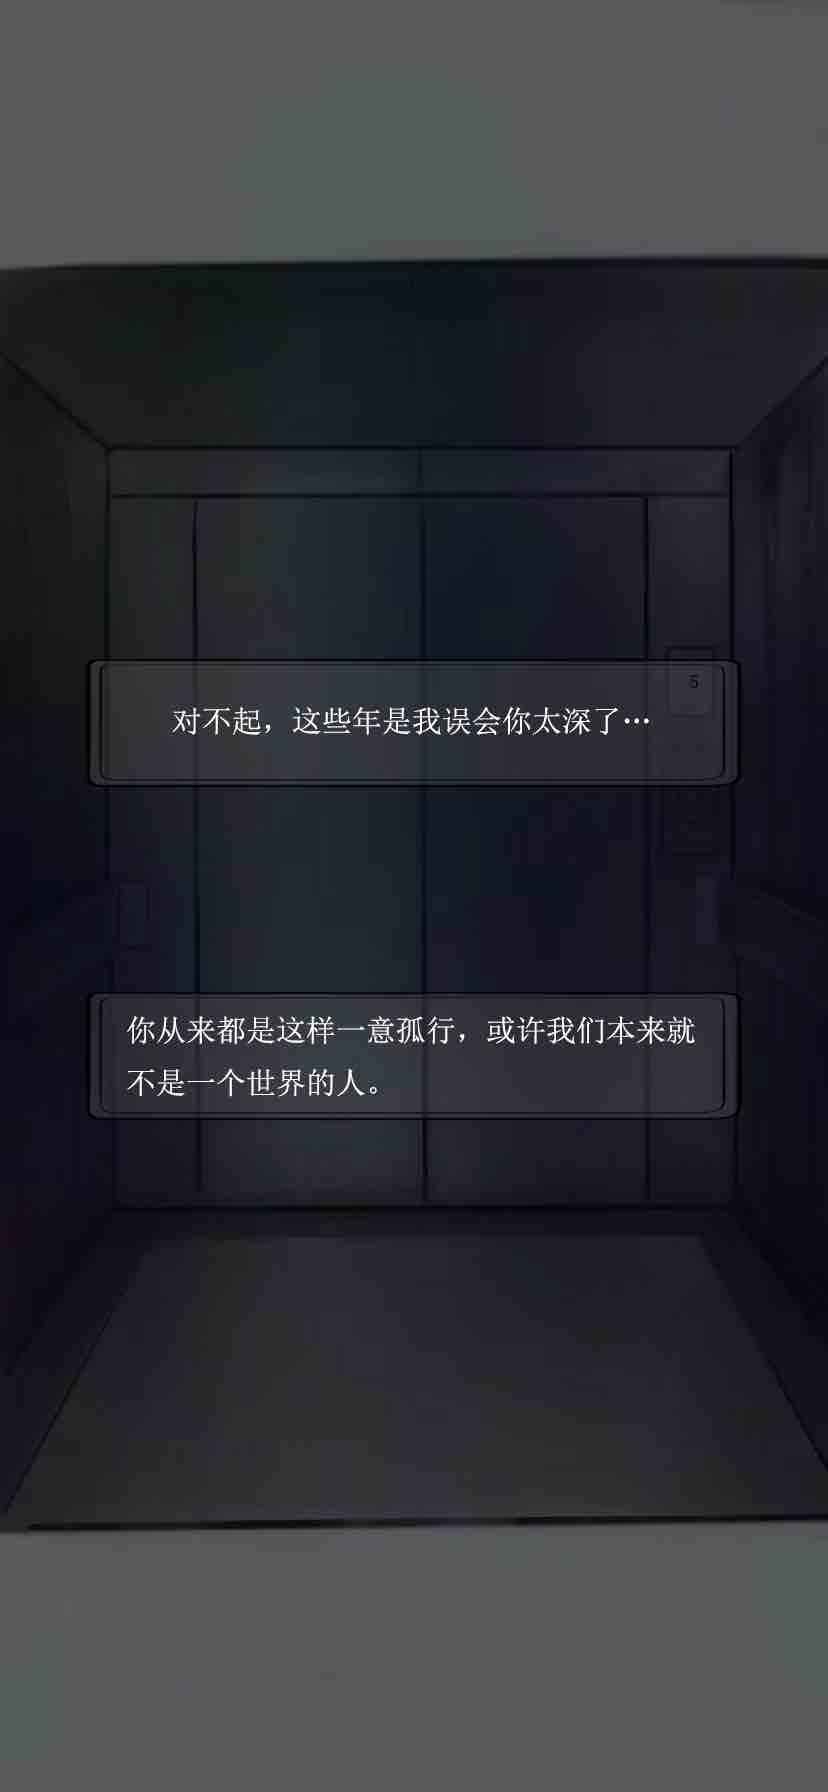 5
对不起，这些年是我误会你太深了…
你从来都是这样一意孤行，或许我们本来就
不是一个世界的人。